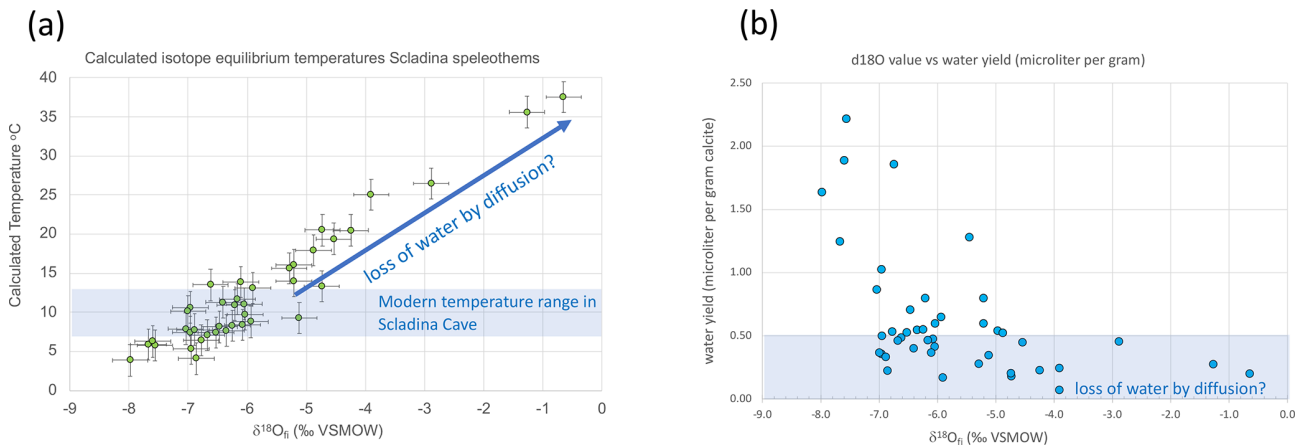 (a)
Calculated isotope equilibrium temperatures Scladina speleothems
Calculated Temperature ºC
40
35
30
25
20
15
10
5
0
loss of water by diffusion?
Modern temperature range in
Scladina Cave
-9 -8 -7 -6 -5 -4 -3 -2 -1 0
δ¹⁸Ofi (‰ VSMOW)
(b)
d18O value vs water yield (microliter per gram)
water yield (microliter per gram calcite)
2.50
2.00
1.50
1.00
0.50
0.00
loss of water by diffusion?
-9.0 -8.0 -7.0 -6.0 -5.0 -4.0 -3.0 -2.0 -1.0 0.0
δ¹⁸Ofi (‰ VSMOW)